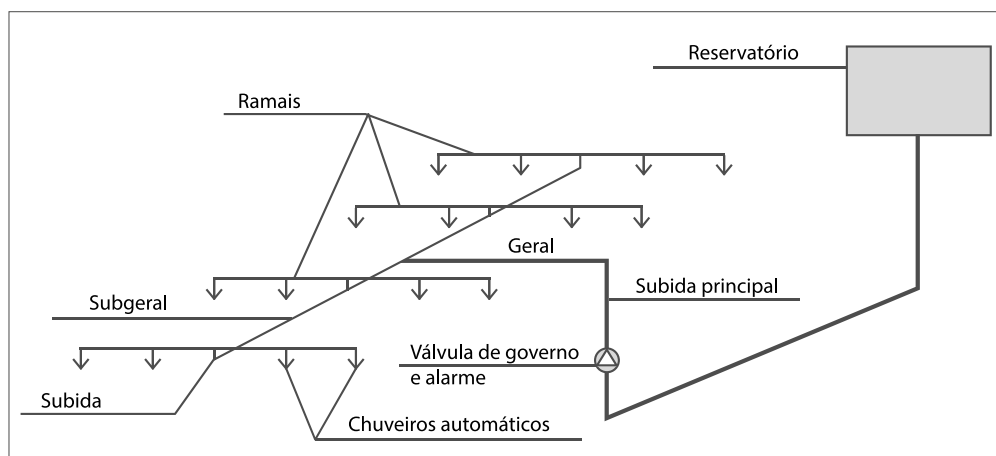 Reservatório
Ramais
Geral
Subida principal
Subgeral
Válvula de governo
e alarme
Subida
Chuveiros automáticos